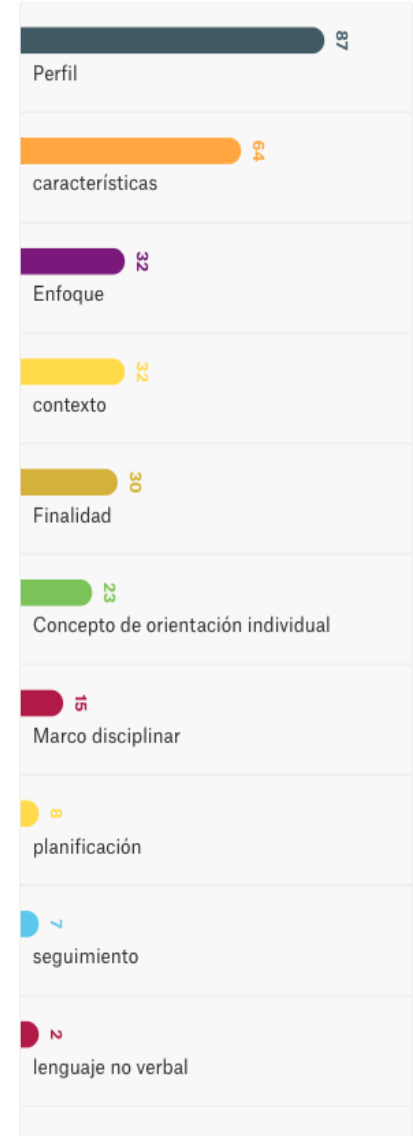 87
Perfil
64
características
32
Enfoque
32
contexto
30
Finalidad
23
Concepto de orientación individual
15
Marco disciplinar
8
planificación
7
seguimiento
2
lenguaje no verbal